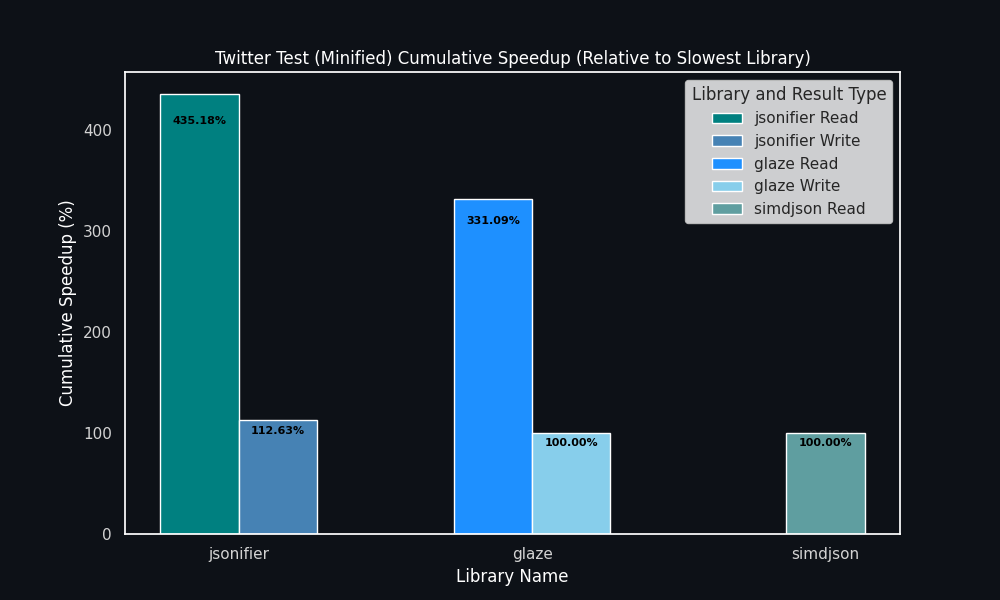 Twitter Test (Minified) Cumulative Speedup (Relative to Slowest Library)
Library and Result Type
jsonifier Read
jsonifier Write
glaze Read
glaze Write
simdjson Read
Cumulative Speedup (%)
400
300
200
100
0
435.18%
112.63%
331.09%
100.00%
100.00%
jsonifier
glaze
simdjson
Library Name